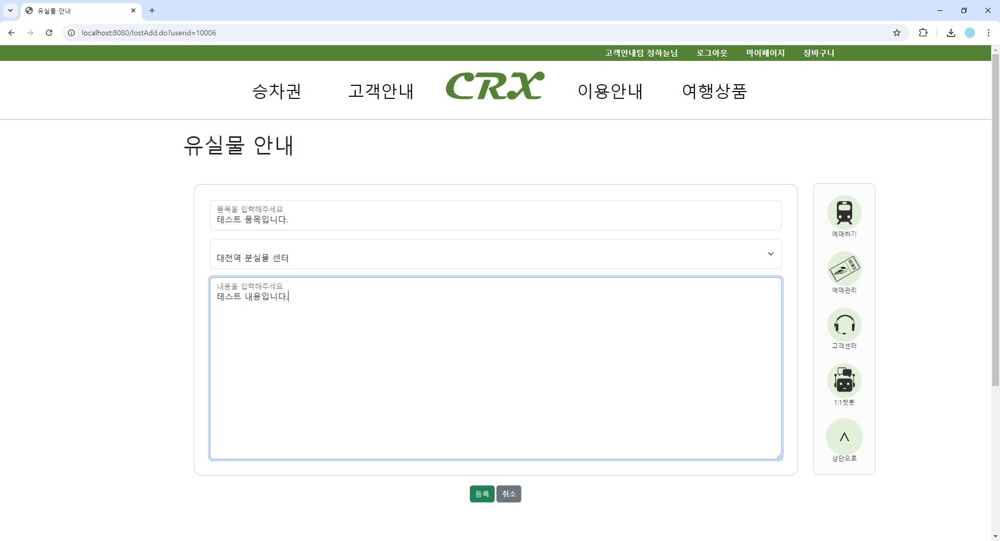 유실물 안내
localhost:8080/lostAdd.do?userid=10006
고객안내팀 정하늘님 로그아웃 마이페이지 장바구니
승차권 고객안내 CRX 이용안내 여행상품
유실물 안내
품목을 입력해주세요
테스트 품목입니다.
대전역 분실물 센터
내용을 입력해주세요
테스트 내용입니다.
등록 취소
예매하기
예매관리
고객센터
1:1챗봇
^
상단으로